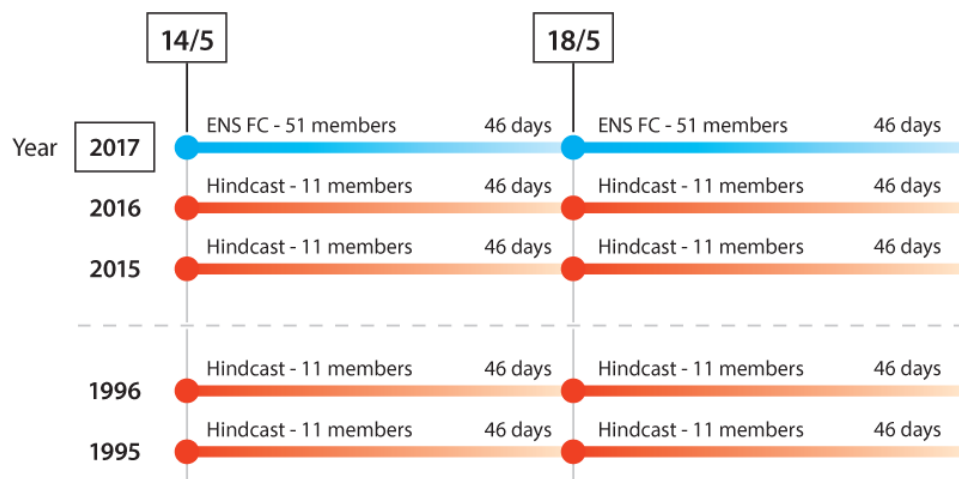 14/5 18/5
Year 2017 ENS FC - 51 members 46 days ENS FC - 51 members 46 days
2016 Hindcast - 11 members 46 days Hindcast - 11 members 46 days
2015 Hindcast - 11 members 46 days Hindcast - 11 members 46 days
1996 Hindcast - 11 members 46 days Hindcast - 11 members 46 days
1995 Hindcast - 11 members 46 days Hindcast - 11 members 46 days